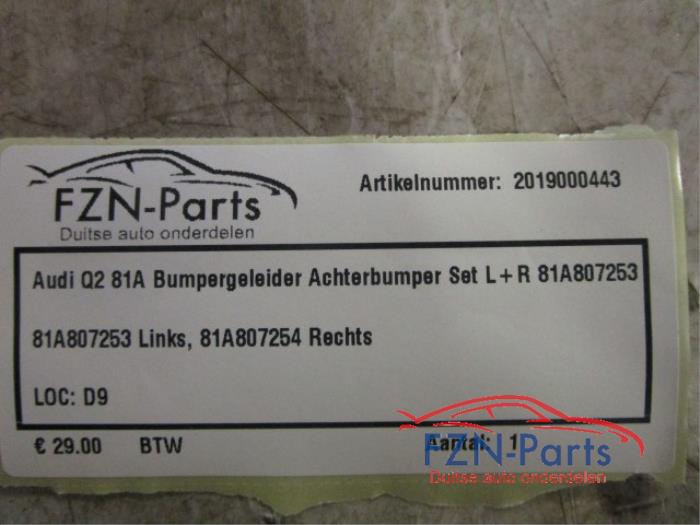 FZN-Parts
Duitse auto onderdelen
Artikelnummer: 2019000443
Audi Q2 81A Bumpergeleider Achterbumper Set L+R 81A807253
81A807253 Links, 81A807254 Rechts
LOC: D9
€ 29.00 BTW Aantal: 1
FZN-Parts
Duitse auto onderdelen